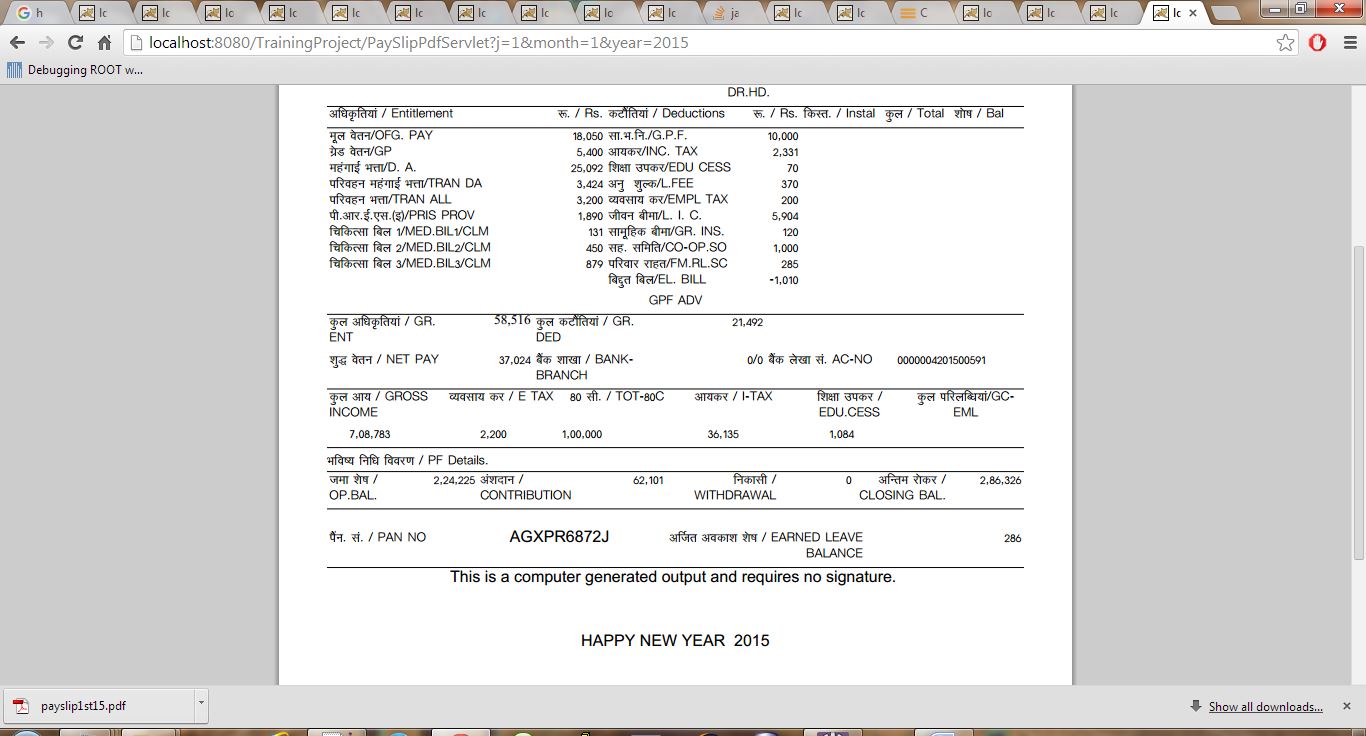 h lc lc lc lc lc lc lc lc lo lc ja lc lc C lo lc lc lc
localhost:8080/TrainingProject/PaySlipPdfServlet?j=1&month=1&year=2015
Debugging ROOT w...
DR.HD.
अधिकृतियां / Entitlement रू. / Rs. कटौतियां / Deductions रू. / Rs. किस्त. / Instal कुल / Total शेाष / Bal
मूल वेतन/OFG. PAY 18,050 सा.भ.नि./G.P.F. 10,000
ग्रेड वेतन/GP 5,400 आयकर/INC. TAX 2,331
महंगाई भत्ता/D. A. 25,092 शिक्षा उपकर/EDU CESS 70
परिवहन महंगाई भत्ता/TRAN DA 3,424 अनु शुल्क/L.FEE 370
परिवहन भत्ता/TRAN ALL 3,200 व्यवसाय कर/EMPL TAX 200
पी.आर.ई.एस.(इ)/PRIS PROV 1,890 जीवन बीमा/L. I. C. 5,904
चिकित्सा बिल 1/MED.BIL1/CLM 131 सामूहिक बीमा/GR. INS. 120
चिकित्सा बिल 2/MED.BIL2/CLM 450 सह. समिति/CO-OP.SO 1,000
चिकित्सा बिल 3/MED.BIL3/CLM 879 परिवार राहत/FM.RL.SC 285
बिद्दुत बिल/EL. BILL -1,010
GPF ADV
कुल अधिकृतियां / GR. 58,516 कुल कटौतियां / GR. 21,492
ENT DED
शुद्ध वेतन / NET PAY 37,024 बैंक शाखा / BANK- 0/0 बैंक लेखा सं. AC-NO 0000004201500591
BRANCH
कुल आय / GROSS व्यवसाय कर / E TAX 80 सी. / TOT-80C आयकर / I-TAX शिक्षा उपकर / कुल परिलब्धियां/GC-
INCOME EDU.CESS EML
7,08,783 2,200 1,00,000 36,135 1,084
भविष्य निधि विवरण / PF Details.
जमा शेष / 2,24,225 अंशदान / 62,101 निकासी / 0 अन्तिम रोकर / 2,86,326
OP.BAL. CONTRIBUTION WITHDRAWAL CLOSING BAL.
पैंन. सं. / PAN NO AGXPR6872J अर्जित अवकाश शेष / EARNED LEAVE 286
BALANCE
This is a computer generated output and requires no signature.
HAPPY NEW YEAR 2015
payslip1st15.pdf Show all downloads...